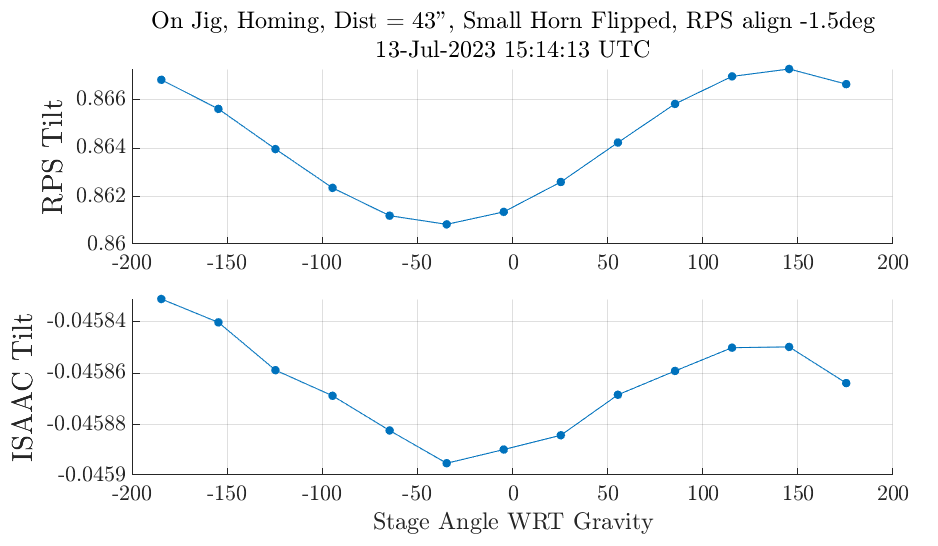 On Jig, Homing, Dist = 43”, Small Horn Flipped, RPS align -1.5deg
13-Jul-2023 15:14:13 UTC
RPS Tilt
0.866
0.864
0.862
0.86
-200 -150 -100 -50 0 50 100 150 200
ISAAC Tilt
-0.04584
-0.04586
-0.04588
-0.0459
-200 -150 -100 -50 0 50 100 150 200
Stage Angle WRT Gravity